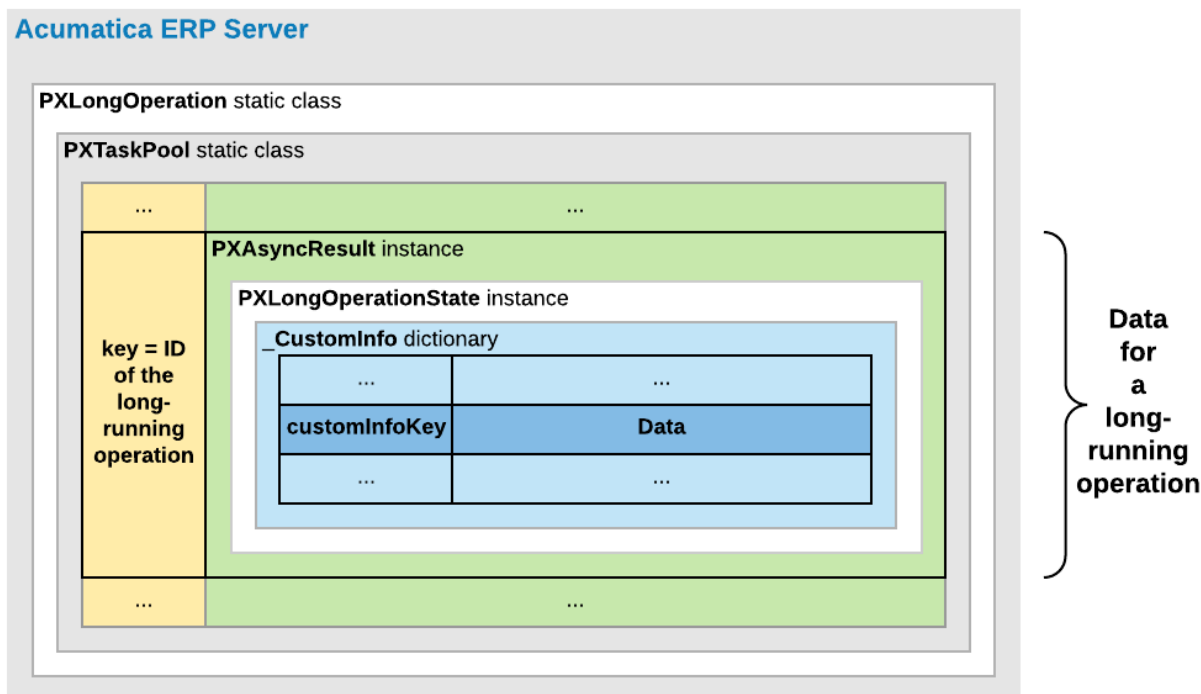 Acumatica ERP Server
PXLongOperation static class
PXTaskPool static class
... ...
key = ID
of the
long-
running
operation
PXAsyncResult instance
PXLongOperationState instance
_CustomInfo dictionary
... ...
customInfoKey Data
... ...
... ...
Data
for
a
long-
running
operation